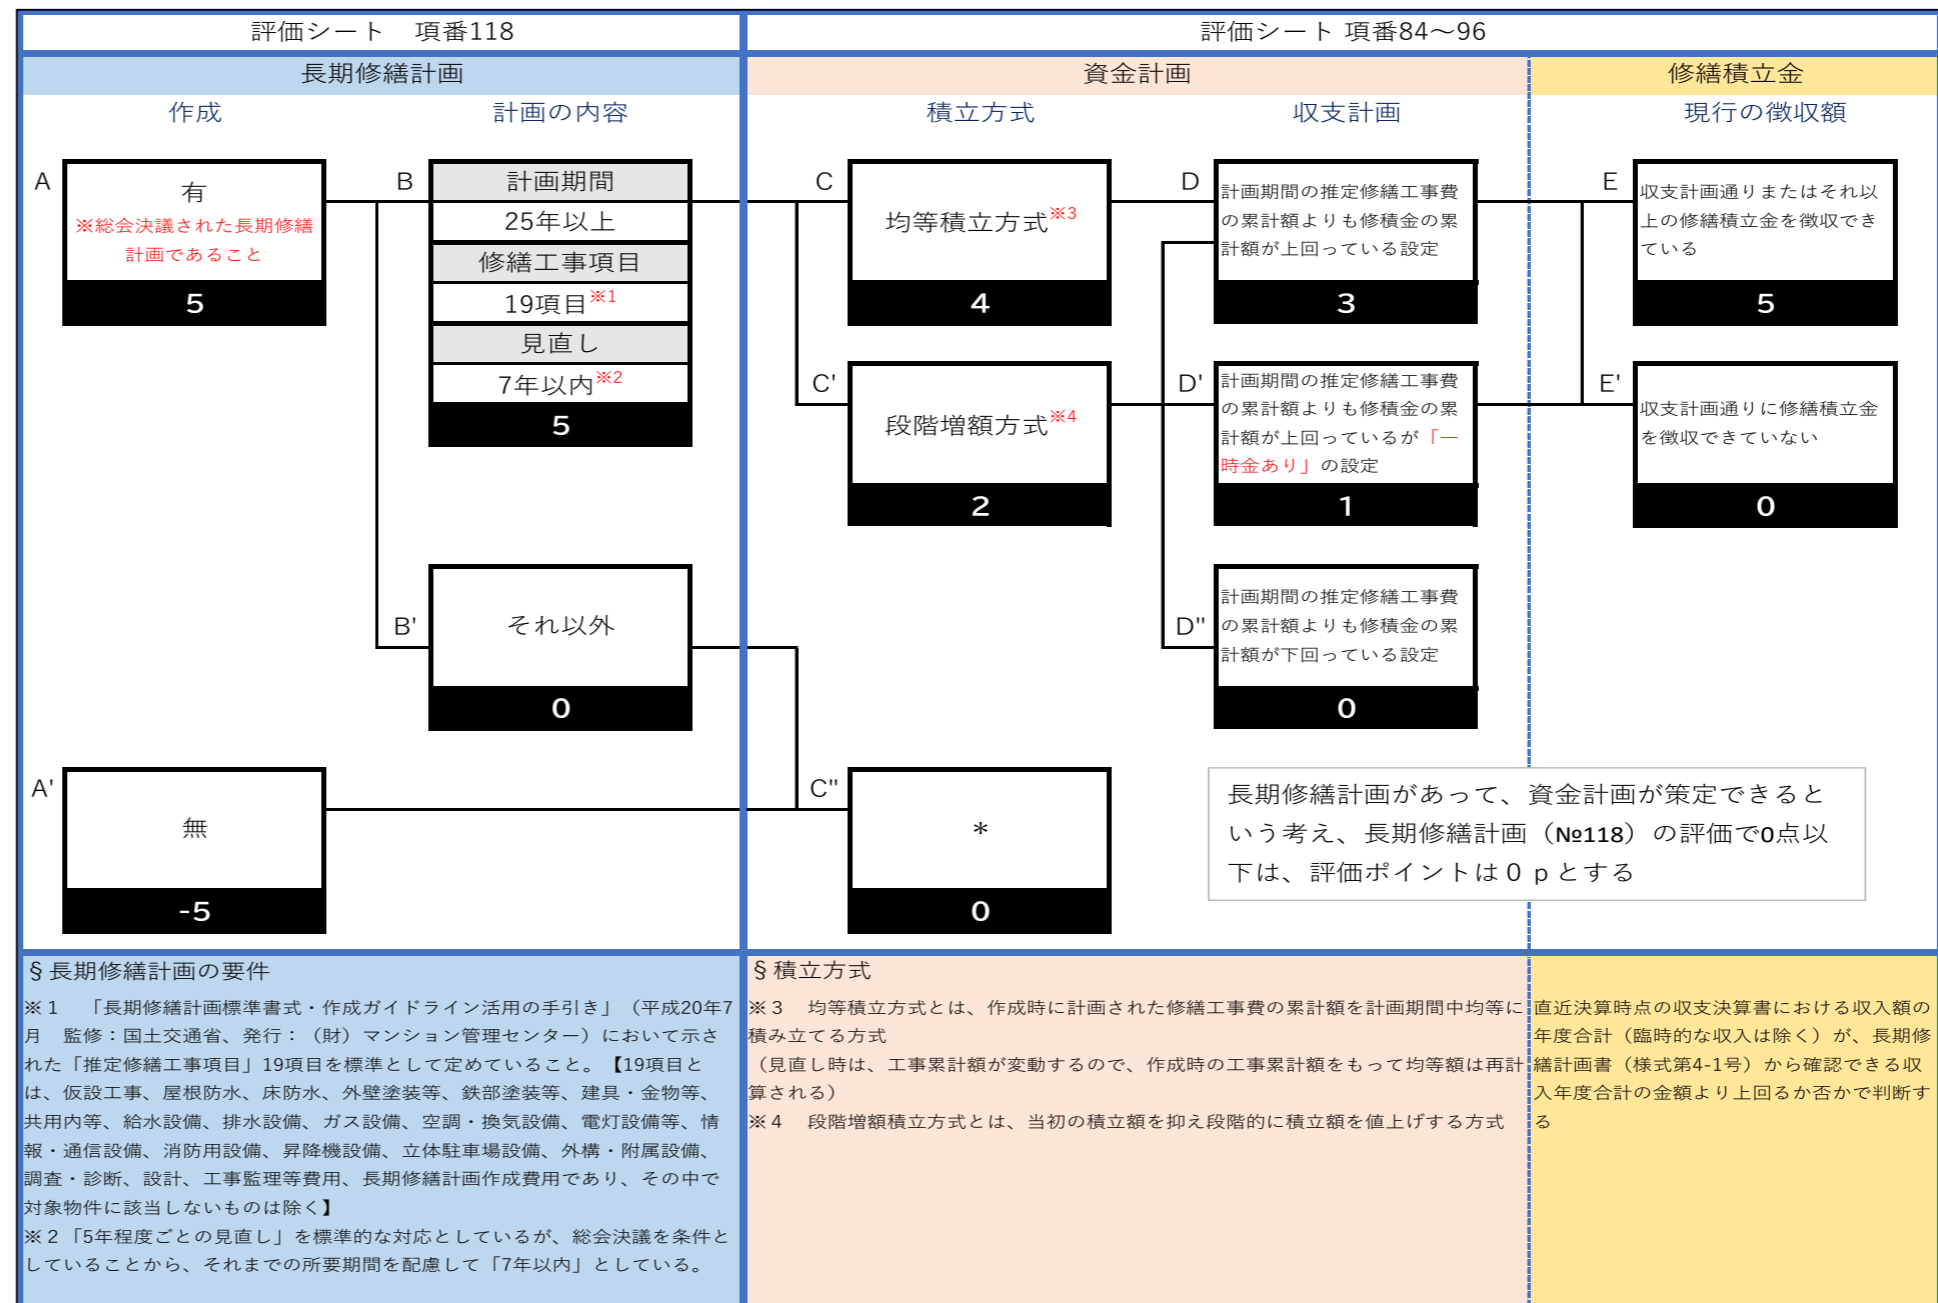 評価シート　項番118
評価シート 項番84～96
長期修繕計画
資金計画
修繕積立金
作成
計画の内容
積立方式
収支計画
現行の徴収額
A
有
※総会決議された長期修繕
計画であること
5
B
計画期間
25年以上
修繕工事項目
19項目※1
見直し
7年以内※2
5
C
均等積立方式※3
4
D
計画期間の推定修繕工事費
の累計額よりも修積金の累
計額が上回っている設定
3
E
収支計画通りまたはそれ以
上の修繕積立金を徴収でき
ている
5
C'
段階増額方式※4
2
D'
計画期間の推定修繕工事費
の累計額よりも修積金の累
計額が上回っているが「一
時金あり」の設定
1
E'
収支計画通りに修繕積立金
を徴収できていない
0
B'
それ以外
0
D"
計画期間の推定修繕工事費
の累計額よりも修積金の累
計額が下回っている設定
0
A'
無
-5
C"
*
0
長期修繕計画があって、資金計画が策定できると
いう考え、長期修繕計画（№118）の評価で0点以
下は、評価ポイントは０ｐとする
§長期修繕計画の要件
※１　「長期修繕計画標準書式・作成ガイドライン活用の手引き」（平成20年7
月　監修：国土交通省、発行：（財）マンション管理センター）において示さ
れた「推定修繕工事項目」19項目を標準として定めていること。【19項目と
は、仮設工事、屋根防水、床防水、外壁塗装等、鉄部塗装等、建具・金物等、
共用内等、給水設備、排水設備、ガス設備、空調・換気設備、電灯設備等、情
報・通信設備、消防用設備、昇降機設備、立体駐車場設備、外構・附属設備、
調査・診断、設計、工事監理等費用、長期修繕計画作成費用であり、その中で
対象物件に該当しないものは除く】
※２「5年程度ごとの見直し」を標準的な対応としているが、総会決議を条件と
していることから、それまでの所要期間を配慮して「7年以内」としている。
§積立方式
※３　均等積立方式とは、作成時に計画された修繕工事費の累計額を計画期間中均等に
積み立てる方式
（見直し時は、工事累計額が変動するので、作成時の工事累計額をもって均等額は再計
算される）
※４　段階増額積立方式とは、当初の積立額を抑え段階的に積立額を値上げする方式
直近決算時点の収支決算書における収入額の
年度合計（臨時的な収入は除く）が、長期修
繕計画書（様式第4-1号）から確認できる収
入年度合計の金額より上回るか否かで判断す
る